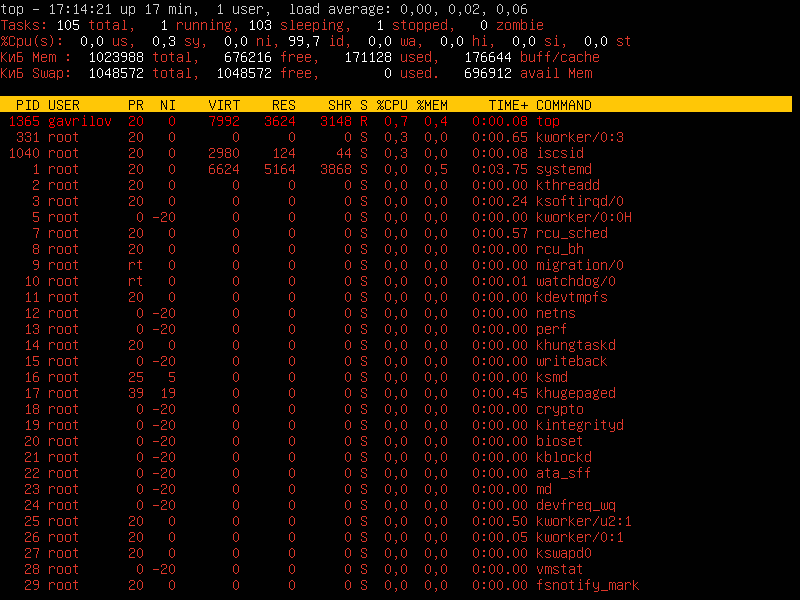 top - 17:14:21 up 17 min,  1 user,  load average: 0,00, 0,02, 0,06
Tasks: 105 total,   1 running, 103 sleeping,   1 stopped,   0 zombie
%Cpu(s):  0,0 us,  0,3 sy,  0,0 ni, 99,7 id,  0,0 wa,  0,0 hi,  0,0 si,  0,0 st
КиБ Mem :  1023988 total,   676216 free,   171128 used,   176644 buff/cache
КиБ Swap:  1048572 total,  1048572 free,        0 used.   696912 avail Mem

  PID USER      PR  NI    VIRT    RES    SHR S %CPU %MEM     TIME+ COMMAND
 1365 gavrilov  20   0    7992   3624   3148 R  0,7  0,4   0:00.08 top
  331 root      20   0       0      0      0 S  0,3  0,0   0:00.65 kworker/0:3
 1040 root      20   0    2980    124     44 S  0,3  0,0   0:00.08 iscsid
    1 root      20   0    6624   5164   3868 S  0,0  0,5   0:03.75 systemd
    2 root      20   0       0      0      0 S  0,0  0,0   0:00.00 kthreadd
    3 root      20   0       0      0      0 S  0,0  0,0   0:00.24 ksoftirqd/0
    5 root       0 -20       0      0      0 S  0,0  0,0   0:00.00 kworker/0:0H
    7 root      20   0       0      0      0 S  0,0  0,0   0:00.57 rcu_sched
    8 root      20   0       0      0      0 S  0,0  0,0   0:00.00 rcu_bh
    9 root      rt   0       0      0      0 S  0,0  0,0   0:00.00 migration/0
   10 root      rt   0       0      0      0 S  0,0  0,0   0:00.01 watchdog/0
   11 root      20   0       0      0      0 S  0,0  0,0   0:00.00 kdevtmpfs
   12 root       0 -20       0      0      0 S  0,0  0,0   0:00.00 netns
   13 root       0 -20       0      0      0 S  0,0  0,0   0:00.00 perf
   14 root      20   0       0      0      0 S  0,0  0,0   0:00.00 khungtaskd
   15 root       0 -20       0      0      0 S  0,0  0,0   0:00.00 writeback
   16 root      25   5       0      0      0 S  0,0  0,0   0:00.00 ksmd
   17 root      39  19       0      0      0 S  0,0  0,0   0:00.45 khugepaged
   18 root       0 -20       0      0      0 S  0,0  0,0   0:00.00 crypto
   19 root       0 -20       0      0      0 S  0,0  0,0   0:00.00 kintegrityd
   20 root       0 -20       0      0      0 S  0,0  0,0   0:00.00 bioset
   21 root       0 -20       0      0      0 S  0,0  0,0   0:00.00 kblockd
   22 root       0 -20       0      0      0 S  0,0  0,0   0:00.00 ata_sff
   23 root       0 -20       0      0      0 S  0,0  0,0   0:00.00 md
   24 root       0 -20       0      0      0 S  0,0  0,0   0:00.00 devfreq_wq
   25 root      20   0       0      0      0 S  0,0  0,0   0:00.50 kworker/u2:1
   26 root      20   0       0      0      0 S  0,0  0,0   0:00.05 kworker/0:1
   27 root      20   0       0      0      0 S  0,0  0,0   0:00.00 kswapd0
   28 root       0 -20       0      0      0 S  0,0  0,0   0:00.00 vmstat
   29 root      20   0       0      0      0 S  0,0  0,0   0:00.00 fsnotify_mark